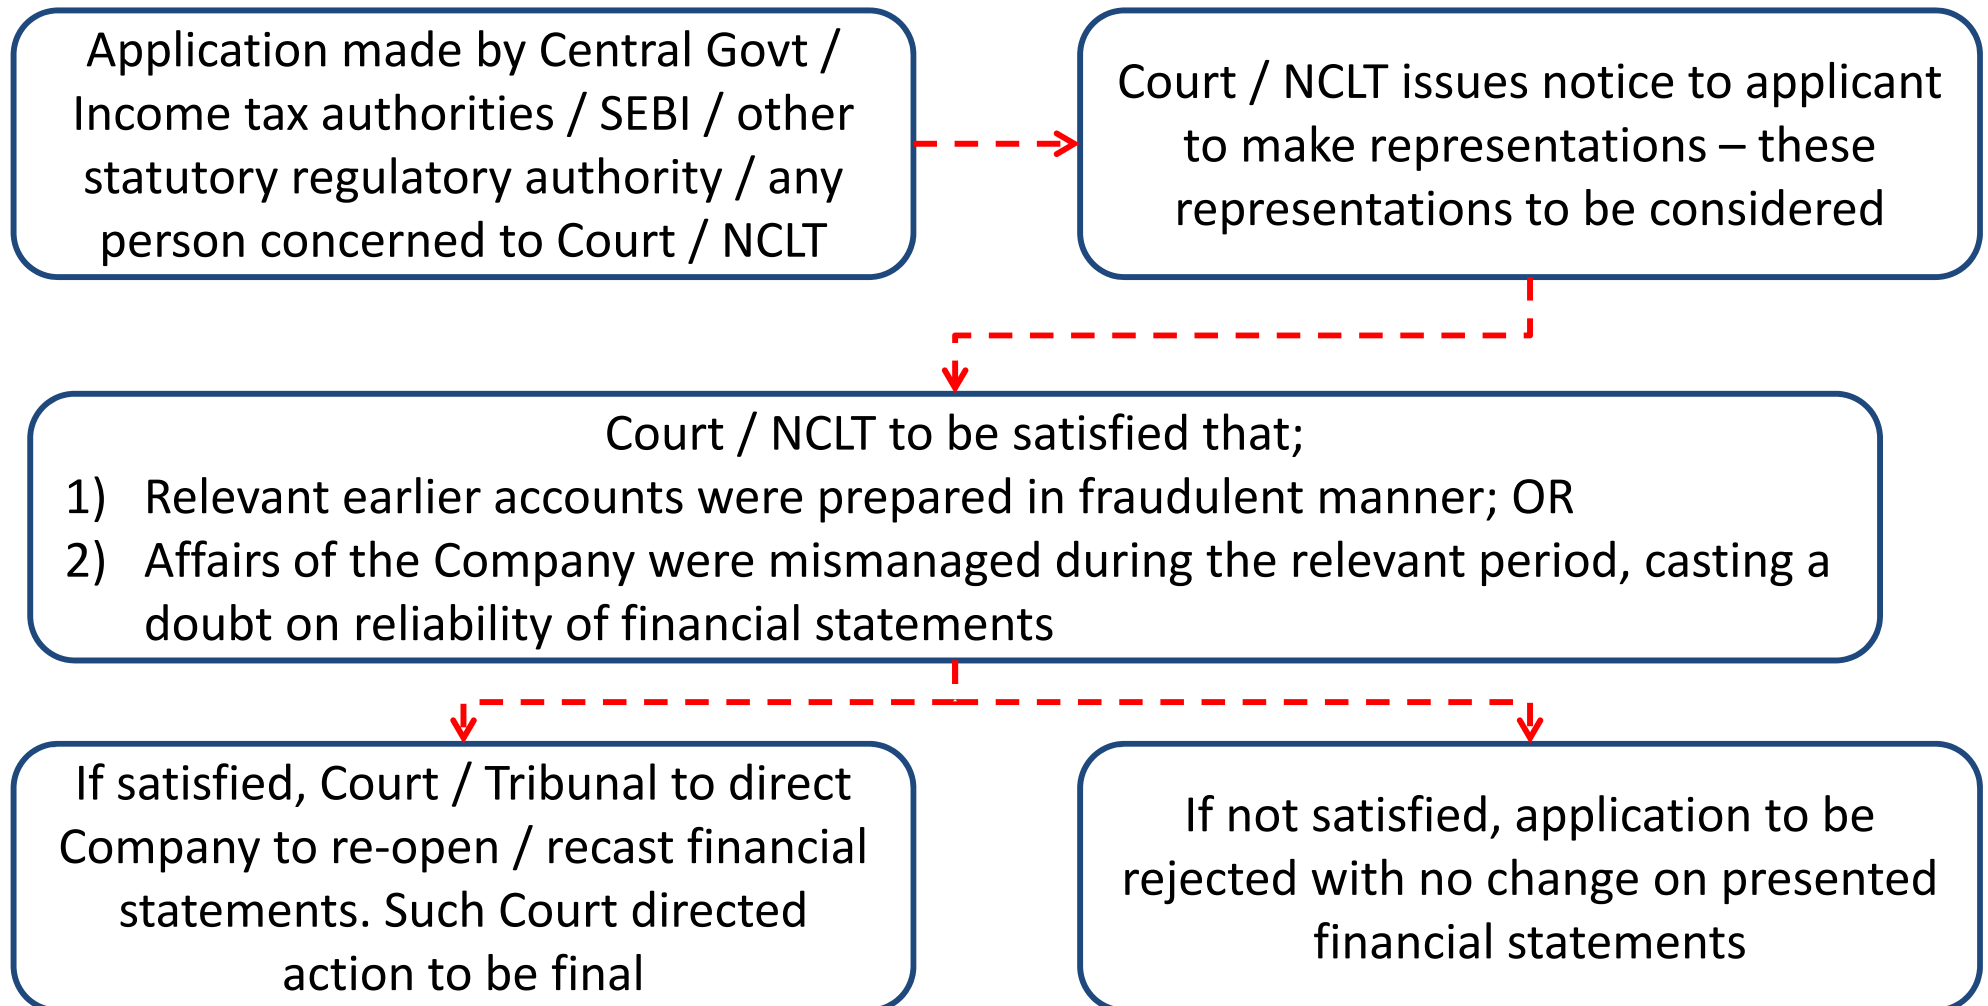 Application made by Central Govt /
Income tax authorities / SEBI / other
statutory regulatory authority / any
person concerned to Court / NCLT
Court / NCLT issues notice to applicant
to make representations – these
representations to be considered
Court / NCLT to be satisfied that;
1) Relevant earlier accounts were prepared in fraudulent manner; OR
2) Affairs of the Company were mismanaged during the relevant period, casting a
doubt on reliability of financial statements
If satisfied, Court / Tribunal to direct
Company to re-open / recast financial
statements. Such Court directed
action to be final
If not satisfied, application to be
rejected with no change on presented
financial statements